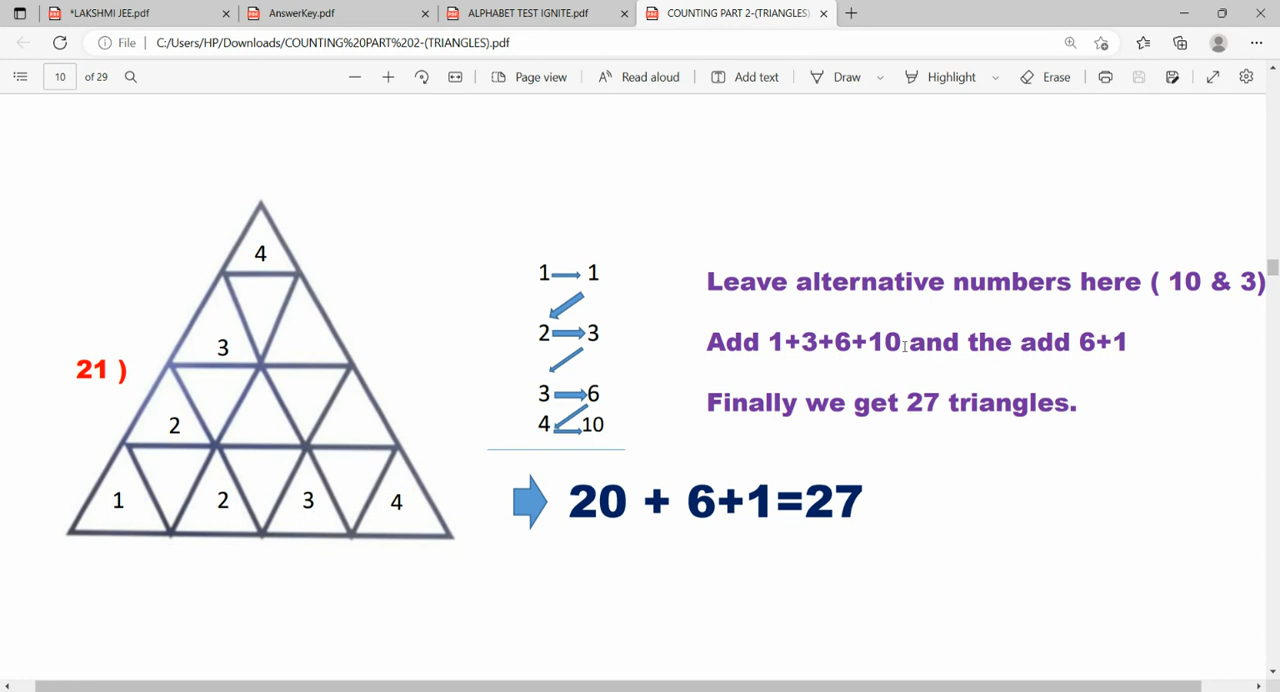 *LAKSHMI JEE.pdf
AnswerKey.pdf
ALPHABET TEST IGNITE.pdf
COUNTING PART 2-(TRIANGLES)
File
C:/Users/HP/Downloads/COUNTING%20PART%202-(TRIANGLES).pdf
10 of 29
Page view
Read aloud
Add text
Draw
Highlight
Erase
4
3
21 )
2
1 2 3 4
1 1
2 3
3 6
4 10
20 + 6+1=27
Leave alternative numbers here ( 10 & 3)
Add 1+3+6+10 and the add 6+1
Finally we get 27 triangles.